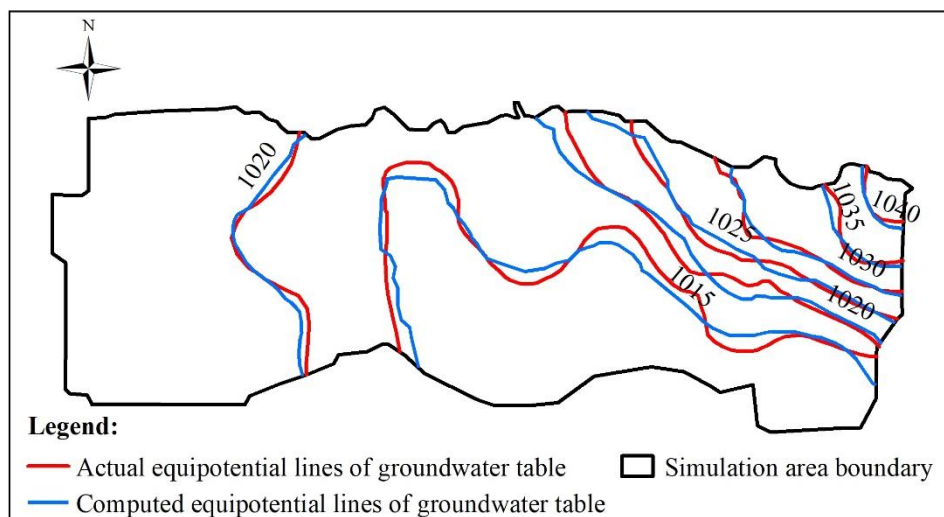 N
1020
1040
1035
1025
1030
1015
1020
Legend:
Actual equipotential lines of groundwater table
Simulation area boundary
Computed equipotential lines of groundwater table